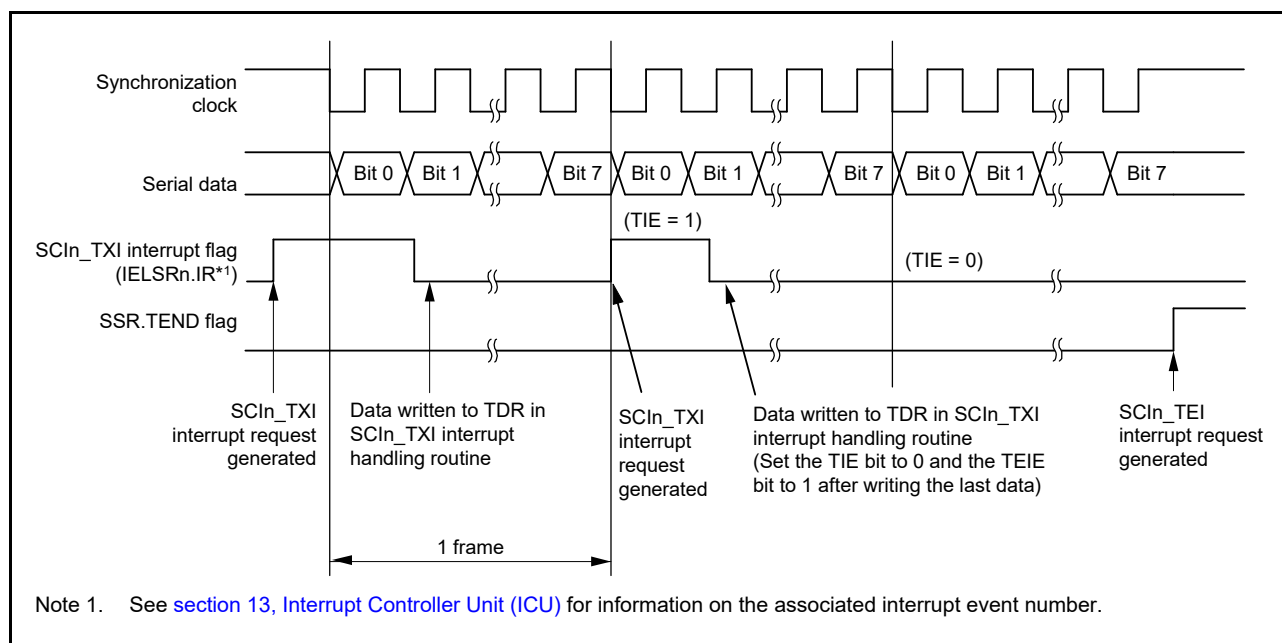 Synchronization
clock
Serial data
Bit 0 Bit 1 Bit 7 Bit 0 Bit 1 Bit 7 Bit 0 Bit 1 Bit 7
SCIn_TXI interrupt flag
(IELSRn.IR*1)
(TIE = 1)
(TIE = 0)
SSR.TEND flag
SCIn_TXI
interrupt request
generated
Data written to TDR in
SCIn_TXI interrupt
handling routine
SCIn_TXI
interrupt
request
generated
Data written to TDR in SCIn_TXI
interrupt handling routine
(Set the TIE bit to 0 and the TEIE
bit to 1 after writing the last data)
SCIn_TEI
interrupt request
generated
1 frame
Note 1. See section 13, Interrupt Controller Unit (ICU) for information on the associated interrupt event number.